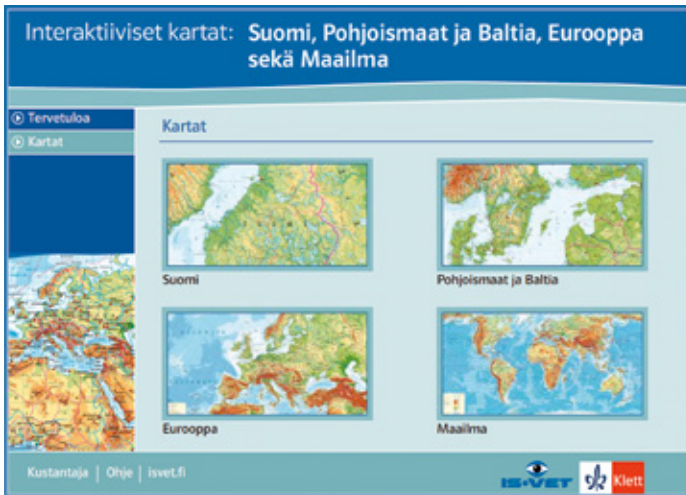 Interaktiiviset kartat: Suomi, Pohjoismaat ja Baltia, Eurooppa
sekä Maailma
Tervetuloa
Kartat
Kartat
Suomi
Pohjoismaat ja Baltia
Eurooppa
Maailma
Kustantaja | Ohje | isvet.fi
IS-VET
Klett